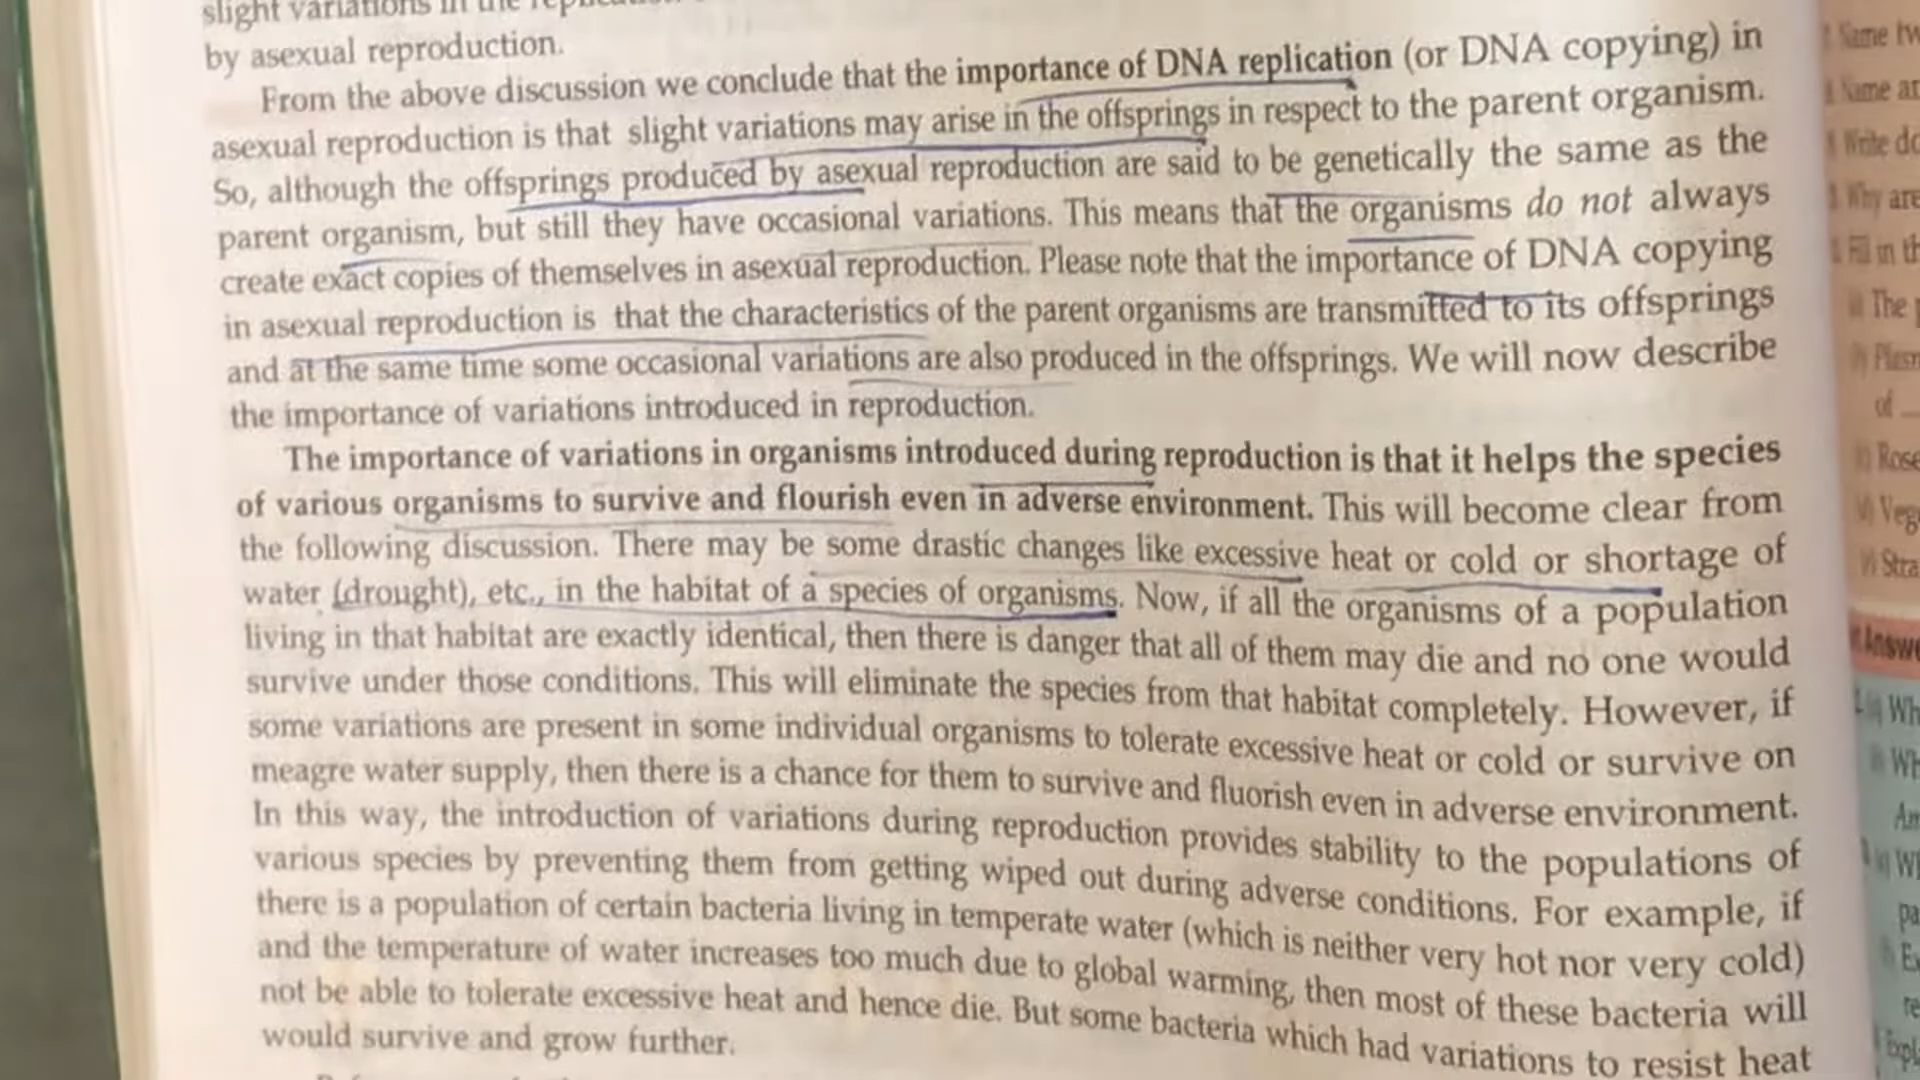 slight variations in the
by asexual reproduction.
From the above discussion we conclude that the importance of DNA replication (or DNA copying) in
asexual reproduction is that slight variations may arise in the offsprings in respect to the parent organism.
So, although the offsprings produced by asexual reproduction are said to be genetically the same as the
parent organism, but still they have occasional variations. This means that the organisms do not always
create exact copies of themselves in asexual reproduction. Please note that the importance of DNA copying
in asexual reproduction is that the characteristics of the parent organisms are transmitted to its offsprings
and at the same time some occasional variations are also produced in the offsprings. We will now describe
the importance of variations introduced in reproduction.
The importance of variations in organisms introduced during reproduction is that it helps the species
of various organisms to survive and flourish even in adverse environment. This will become clear from
the following discussion. There may be some drastic changes like excessive heat or cold or shortage of
water (drought), etc., in the habitat of a species of organisms. Now, if all the organisms of a population
living in that habitat are exactly identical, then there is danger that all of them may die and no one would
survive under those conditions. This will eliminate the species from that habitat completely. However, if
some variations are present in some individual organisms to tolerate excessive heat or cold or survive on
meagre water supply, then there is a chance for them to survive and fluorish even in adverse environment.
In this way, the introduction of variations during reproduction provides stability to the populations of
various species by preventing them from getting wiped out during adverse conditions. For example, if
there is a population of certain bacteria living in temperate water (which is neither very hot nor very cold)
and the temperature of water increases too much due to global warming, then most of these bacteria will
not be able to tolerate excessive heat and hence die. But some bacteria which had variations to resist heat
would survive and grow further.
Name
Name
Write
Why are
Fill in
The
of
Rose